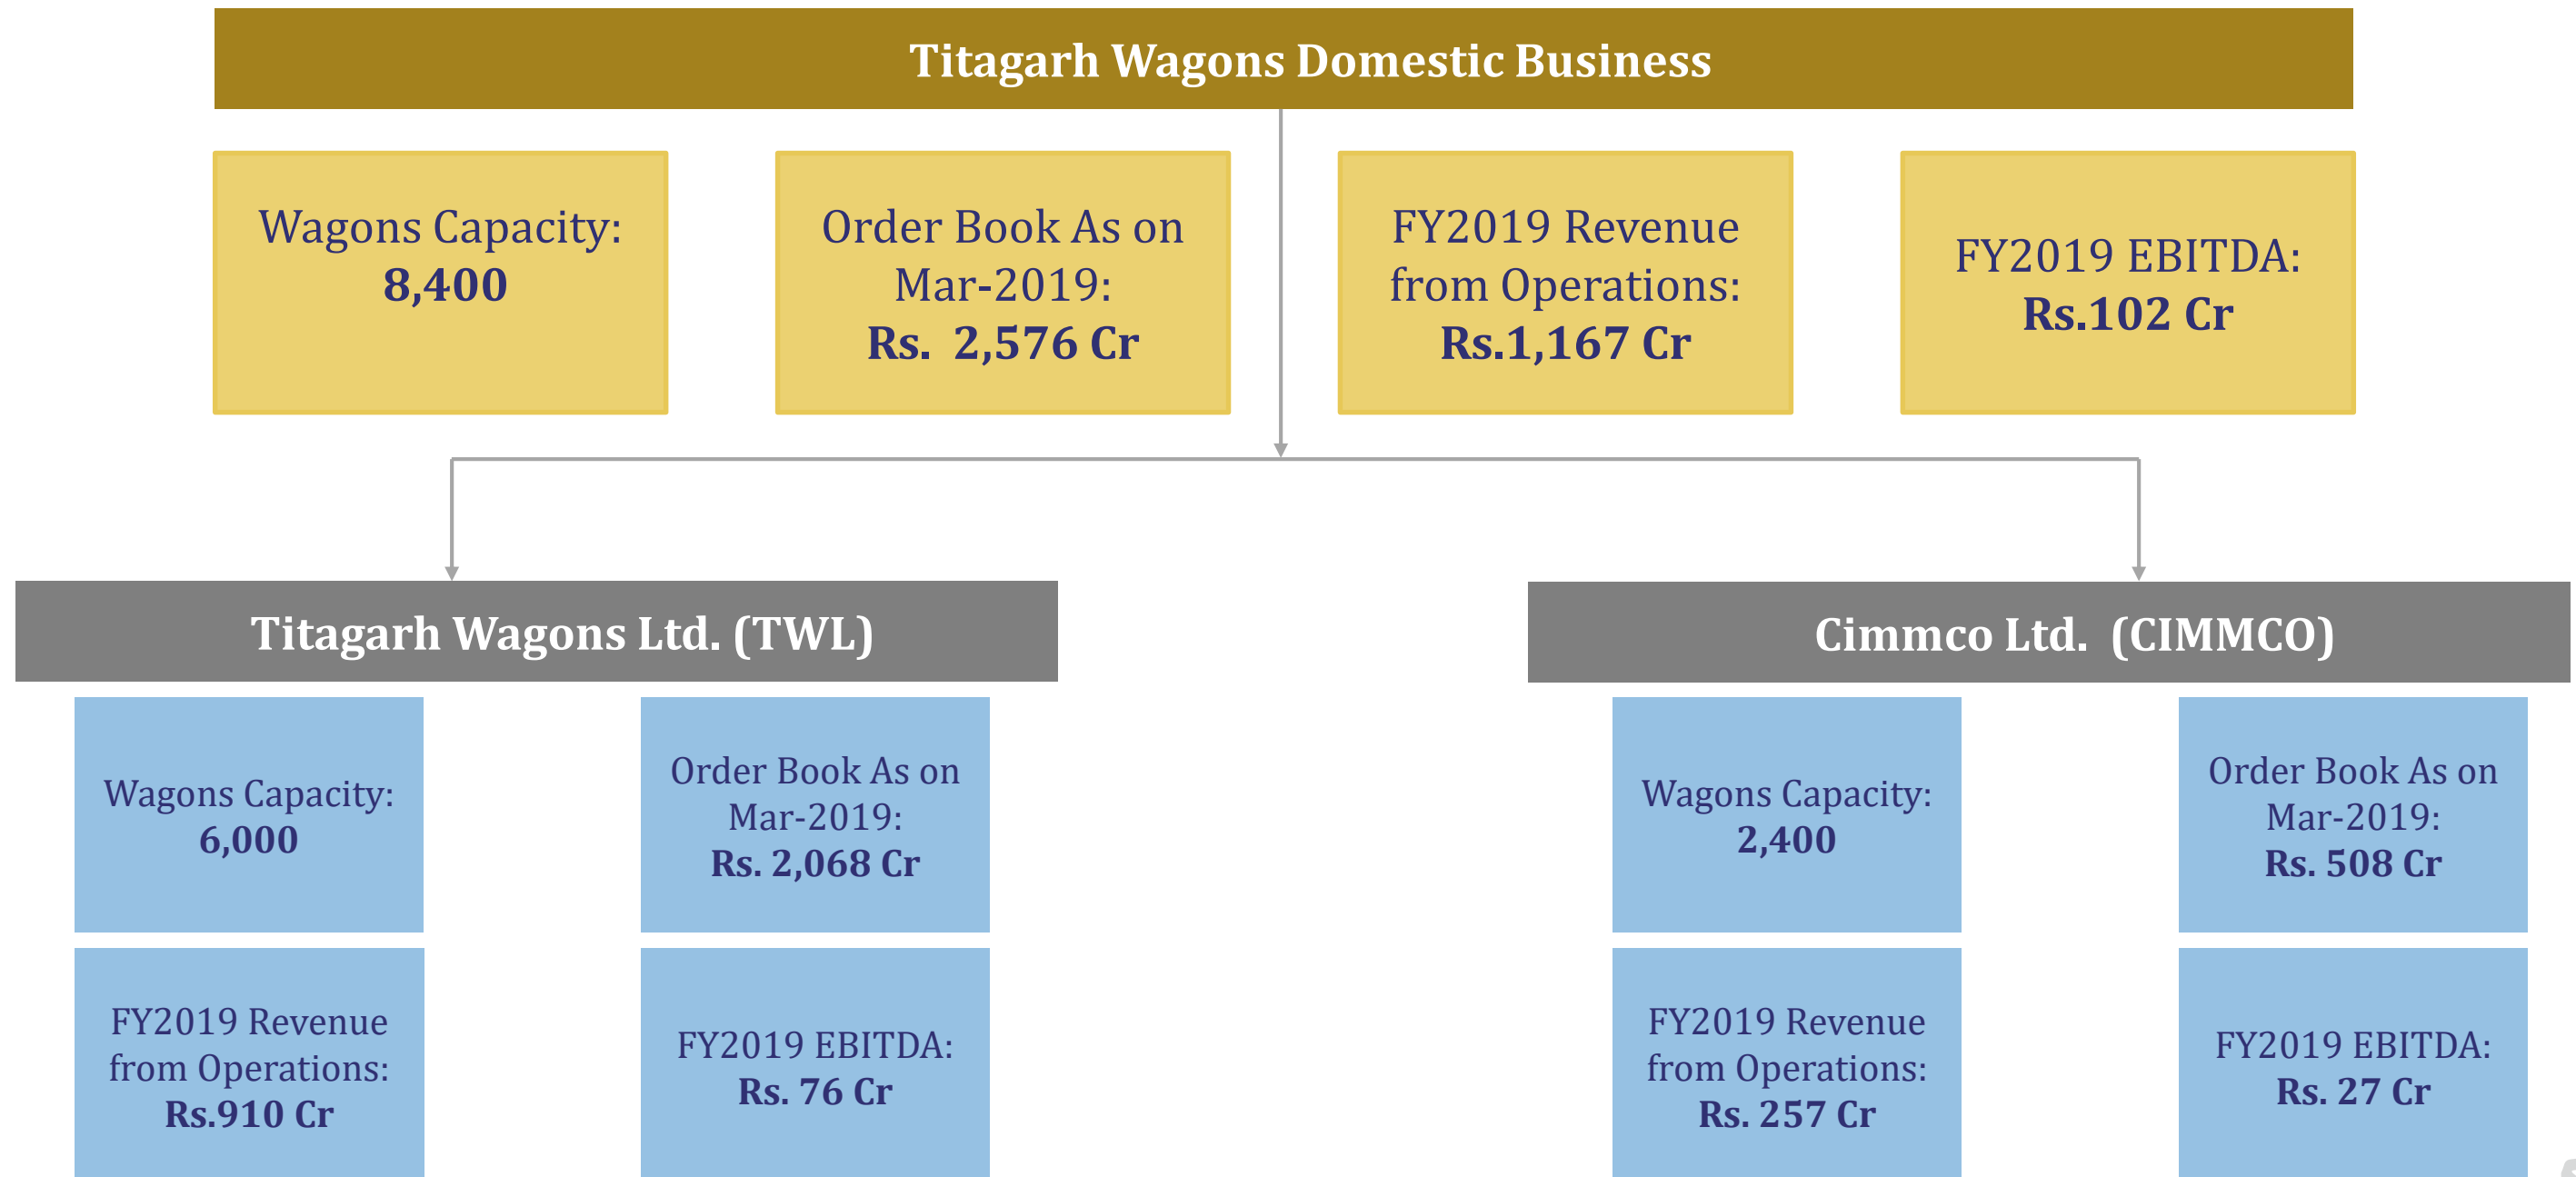 Titagarh Wagons Domestic Business
Wagons Capacity:
8,400
Order Book As on
Mar-2019:
Rs.  2,576 Cr
FY2019 Revenue
from Operations:
Rs.1,167 Cr
FY2019 EBITDA:
Rs.102 Cr
Titagarh Wagons Ltd. (TWL)
Wagons Capacity:
6,000
Order Book As on
Mar-2019:
Rs. 2,068 Cr
FY2019 Revenue
from Operations:
Rs.910 Cr
FY2019 EBITDA:
Rs. 76 Cr
Cimmco Ltd.  (CIMMCO)
Wagons Capacity:
2,400
Order Book As on
Mar-2019:
Rs. 508 Cr
FY2019 Revenue
from Operations:
Rs. 257 Cr
FY2019 EBITDA:
Rs. 27 Cr